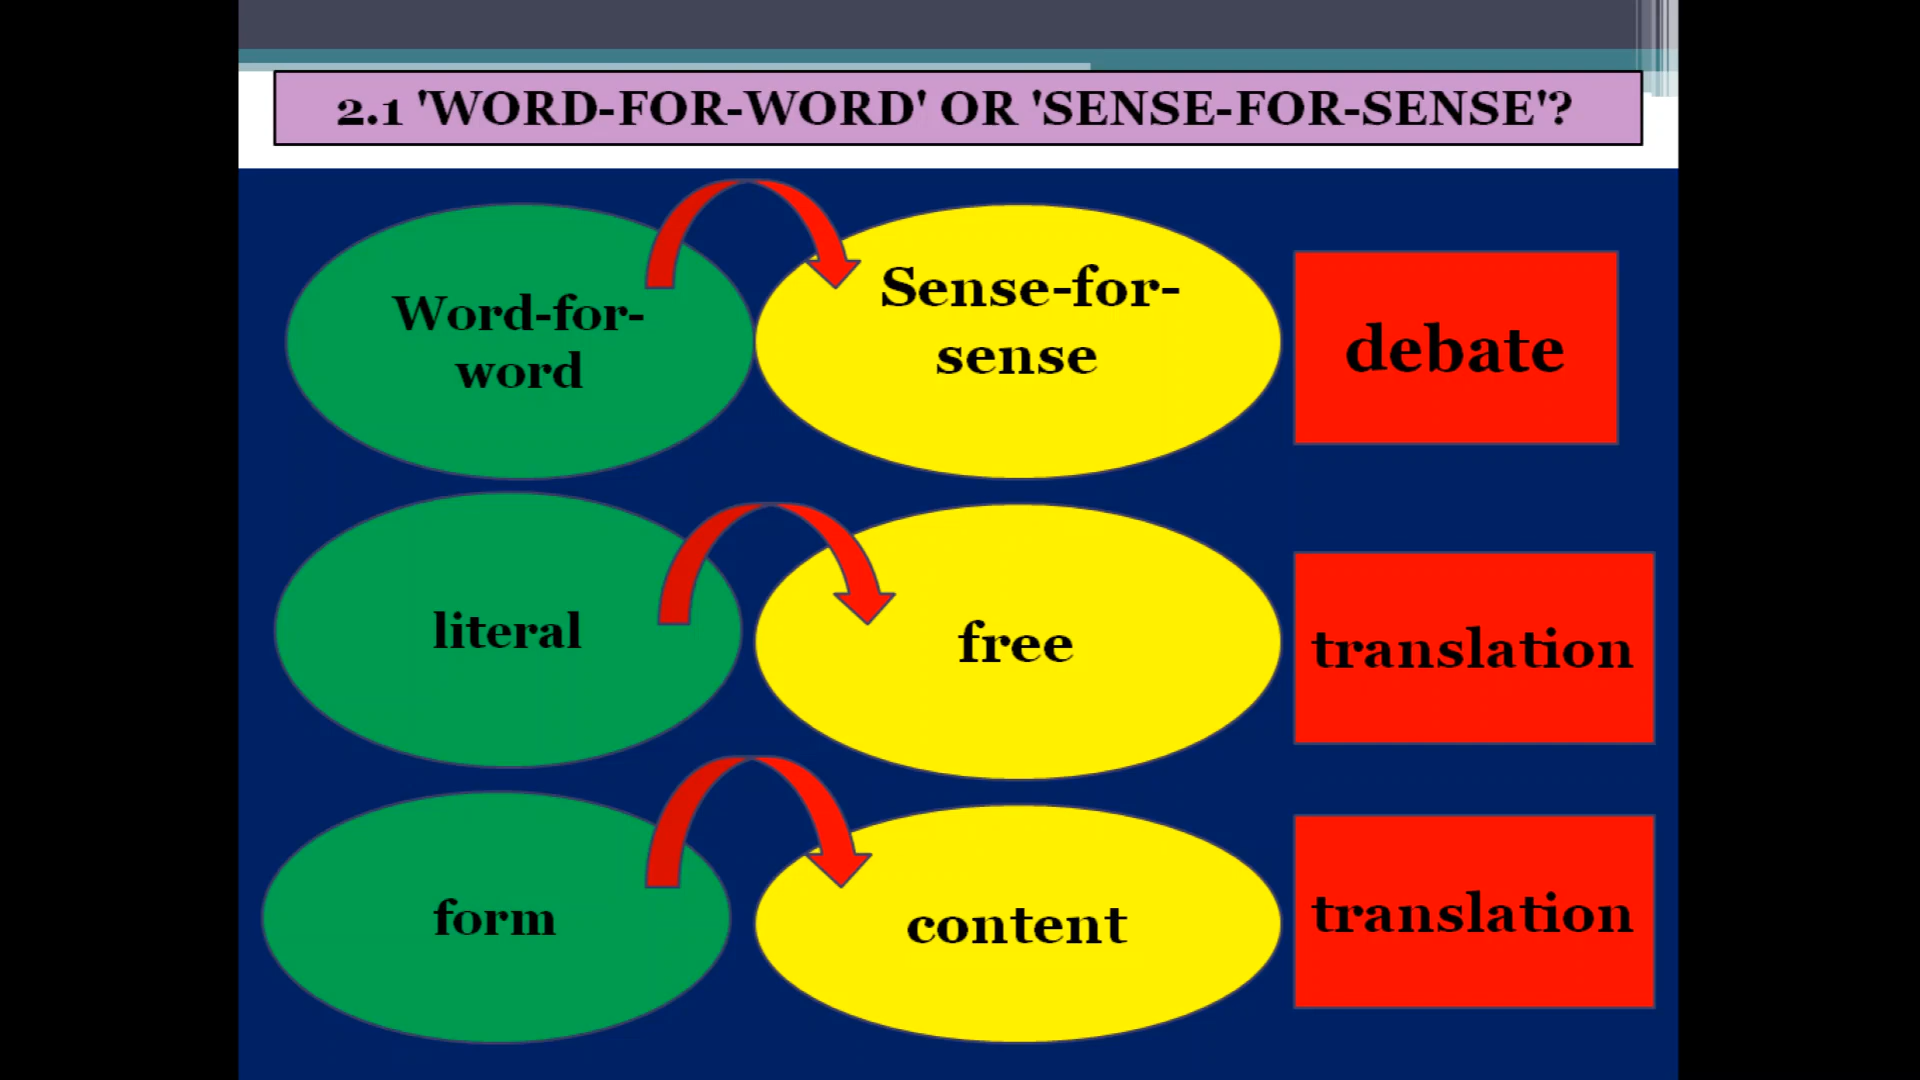 2.1 'WORD-FOR-WORD' OR 'SENSE-FOR-SENSE'?
Word-for-
word
Sense-for-
sense
debate
literal
free
translation
form
content
translation